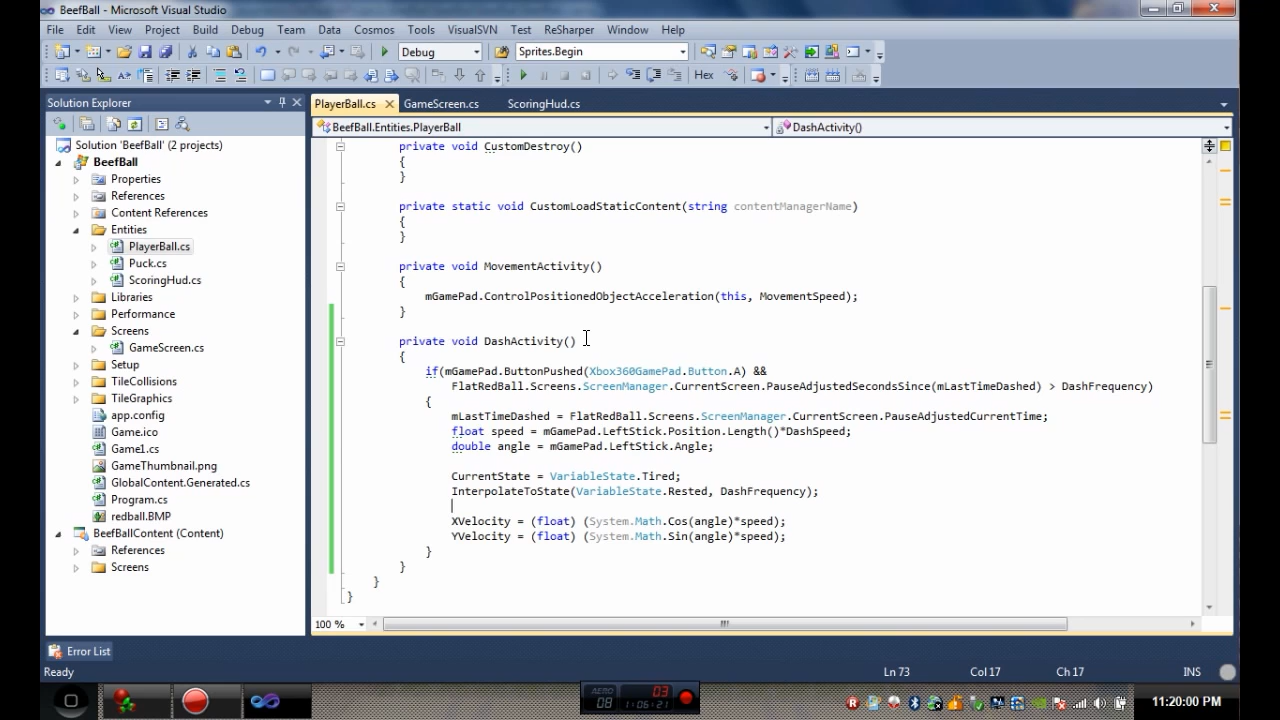 BeefBall - Microsoft Visual Studio
File Edit View Project Build Debug Team Data Cosmos Tools VisualSVN Test ReSharper Window Help
Debug Sprites.Begin
Hex
Solution Explorer
PlayerBall.cs GameScreen.cs ScoringHud.cs
BeefBall.Entities.PlayerBall DashActivity()
Solution 'BeefBall' (2 projects)
BeefBall
Properties
References
Content References
Entities
PlayerBall.cs
Puck.cs
ScoringHud.cs
Libraries
Performance
Screens
GameScreen.cs
Setup
TileCollisions
TileGraphics
app.config
Game.ico
Game1.cs
GameThumbnail.png
GlobalContent.Generated.cs
Program.cs
redball.BMP
BeefBallContent (Content)
References
Screens
private void CustomDestroy()
{
}
private static void CustomLoadStaticContent(string contentManagerName)
{
}
private void MovementActivity()
{
mGamePad.ControlPositionedObjectAcceleration(this, MovementSpeed);
}
private void DashActivity()
{
if(mGamePad.ButtonPushed(Xbox360GamePad.Button.A) &&
FlatRedBall.Screens.ScreenManager.CurrentScreen.PauseAdjustedSecondsSince(mLastTimeDashed) > DashFrequency)
{
mLastTimeDashed = FlatRedBall.Screens.ScreenManager.CurrentScreen.PauseAdjustedCurrentTime;
float speed = mGamePad.LeftStick.Position.Length()*DashSpeed;
double angle = mGamePad.LeftStick.Angle;
CurrentState = VariableState.Tired;
InterpolateToState(VariableState.Rested, DashFrequency);
XVelocity = (float) (System.Math.Cos(angle)*speed);
YVelocity = (float) (System.Math.Sin(angle)*speed);
}
}
}
}
100 %
Error List
Ready Ln 73 Col 17 Ch 17 INS
AERO 08 03 1:06:21
11:20:00 PM